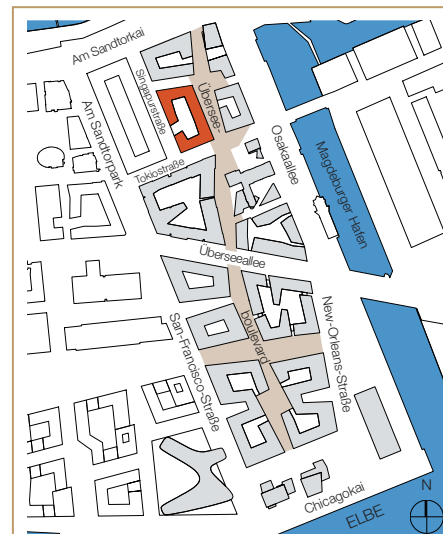 Am Sandtorkai
Singapurstraße
Übersee-
Am Sandtorpark
Osakaallee
Tokiostraße
Magdeburger Hafen
Überseeallee
San-Francisco-Straße
boulevard
New-Orleans-Straße
Chicagokai
N
ELBE